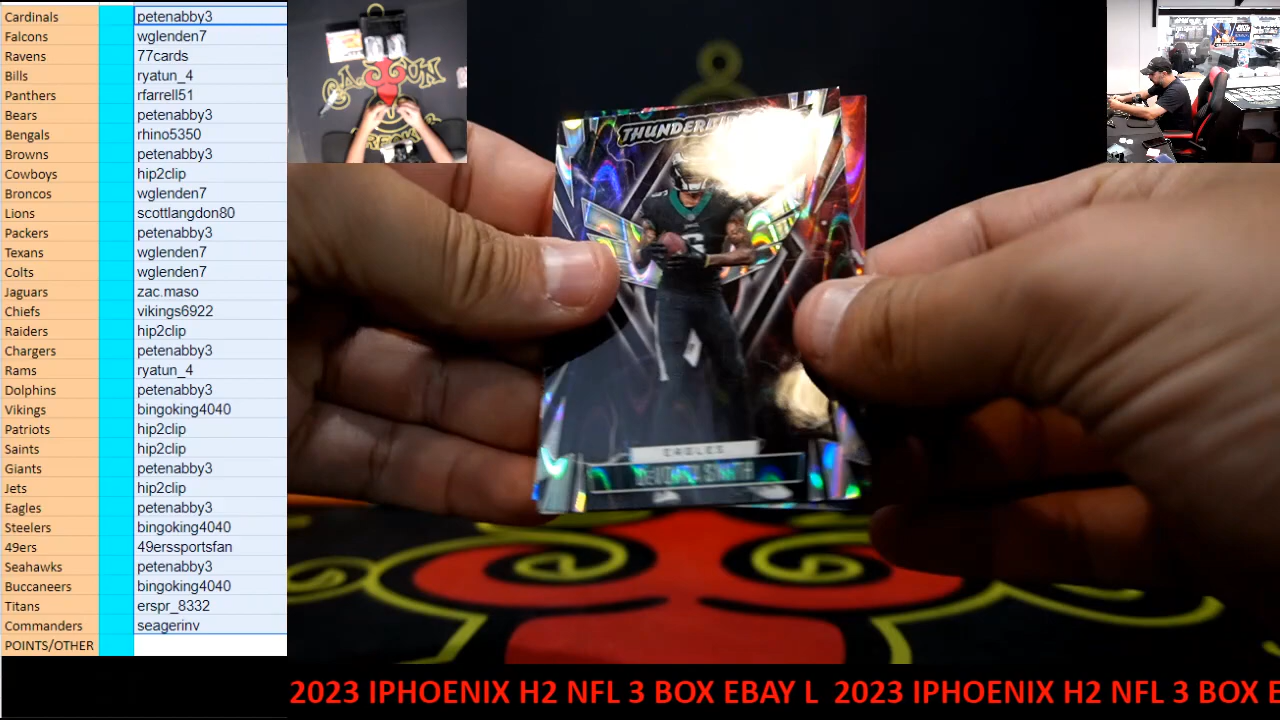 Cardinals petenabby3
Falcons wglenden7
Ravens 77cards
Bills ryatun_4
Panthers rfarrell51
Bears petenabby3
Bengals rhino5350
Browns petenabby3
Cowboys hip2clip
Broncos wglenden7
Lions scottlangdon80
Packers petenabby3
Texans wglenden7
Colts wglenden7
Jaguars zac.maso
Chiefs vikings6922
Raiders hip2clip
Chargers petenabby3
Rams ryatun_4
Dolphins petenabby3
Vikings bingoking4040
Patriots hip2clip
Saints hip2clip
Giants petenabby3
Jets hip2clip
Eagles petenabby3
Steelers bingoking4040
49ers 49erssportsfan
Seahawks petenabby3
Buccaneers bingoking4040
Titans erspr_8332
Commanders seagerinv
POINTS/OTHER
EAGLES
2023 IPHOENIX H2 NFL 3 BOX EBAY L 2023 IPHOENIX H2 NFL 3 BOX E